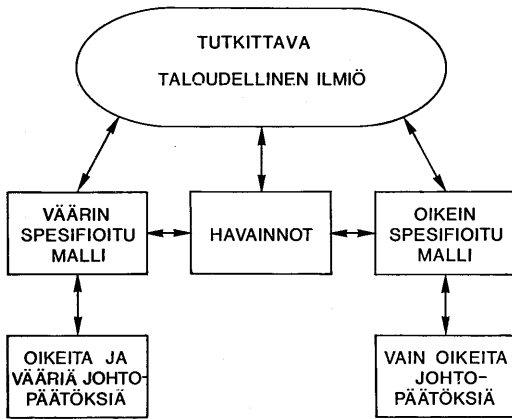 TUTKITTAVA
TALOUDELLINEN ILMIÖ
VÄÄRIN
SPESIFIOITU
MALLI
HAVAINNOT
OIKEIN
SPESIFIOITU
MALLI
OIKEITA JA
VÄÄRIÄ JOHTO-
PÄÄTÖKSIÄ
VAIN OIKEITA
JOHTO-
PÄÄTÖKSIÄ